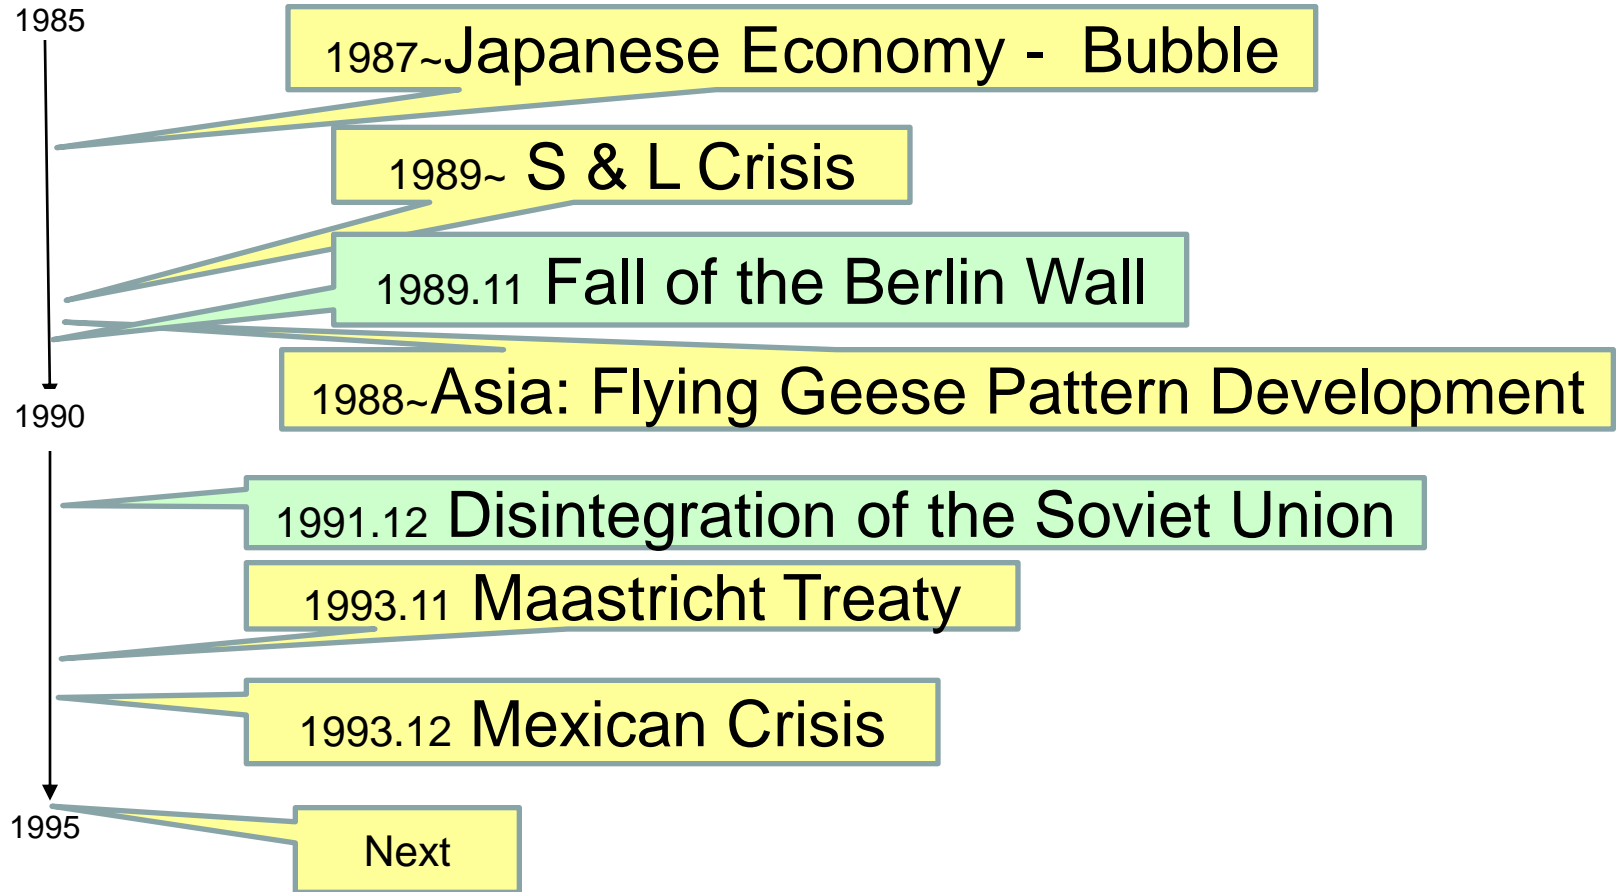 1985
1987~Japanese Economy - Bubble
1989~ S & L Crisis
1989.11 Fall of the Berlin Wall
1988~Asia: Flying Geese Pattern Development
1990
1991.12 Disintegration of the Soviet Union
1993.11 Maastricht Treaty
1993.12 Mexican Crisis
1995
Next